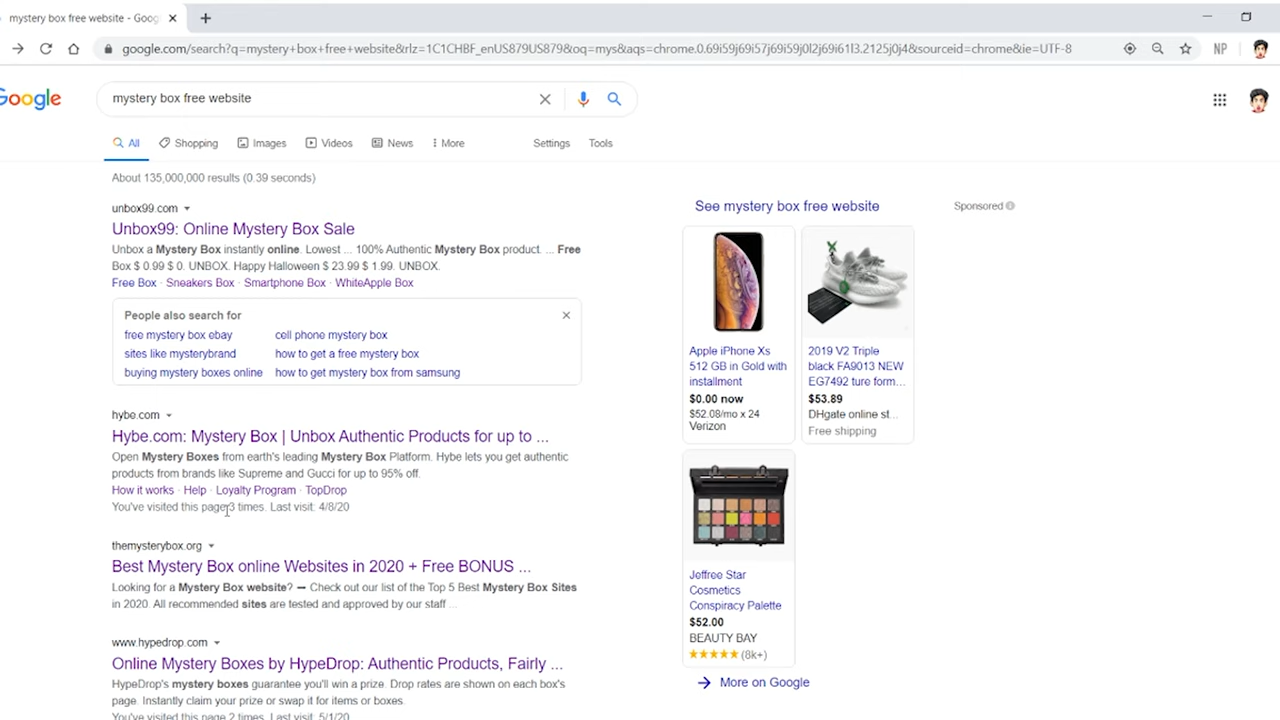 mystery box free website - Goog
google.com/search?q=mystery+box+free+website&rlz=1C1CHBF_enUS879US879&oq=mys&aqs=chrome.0.69i59j69i57j69i59j0l2j69i61l3.2125j0j4&sourceid=chrome&ie=UTF-8
NP
Google
mystery box free website
All
Shopping
Images
Videos
News
More
Settings
Tools
About 135,000,000 results (0.39 seconds)
unbox99.com
Unbox99: Online Mystery Box Sale
Unbox a Mystery Box instantly online. Lowest ... 100% Authentic Mystery Box product. ... Free
Box $ 0.99 $ 0. UNBOX. Happy Halloween $ 23.99 $ 1.99. UNBOX.
Free Box · Sneakers Box · Smartphone Box · WhiteApple Box
People also search for
free mystery box ebay
cell phone mystery box
sites like mysterybrand
how to get a free mystery box
buying mystery boxes online
how to get mystery box from samsung
hybe.com
Hybe.com: Mystery Box | Unbox Authentic Products for up to ...
Open Mystery Boxes from earth's leading Mystery Box Platform. Hybe lets you get authentic
products from brands like Supreme and Gucci for up to 95% off.
How it works · Help · Loyalty Program · TopDrop
You've visited this page 3 times. Last visit: 4/8/20
themysterybox.org
Best Mystery Box online Websites in 2020 + Free BONUS ...
Looking for a Mystery Box website? – Check out our list of the Top 5 Best Mystery Box Sites
in 2020. All recommended sites are tested and approved by our staff ...
www.hypedrop.com
Online Mystery Boxes by HypeDrop: Authentic Products, Fairly ...
HypeDrop's mystery boxes guarantee you'll win a prize. Drop rates are shown on each box's
page. Instantly claim your prize or swap it for items or boxes.
You've visited this page 2 times. Last visit: 5/1/20
See mystery box free website
Sponsored
Apple iPhone Xs
512 GB in Gold with
installment
$0.00 now
$52.08/mo x 24
Verizon
2019 V2 Triple
black FA9013 NEW
EG7492 ture form...
$53.89
DHgate online st...
Free shipping
Jeffree Star
Cosmetics
Conspiracy Palette
$52.00
BEAUTY BAY
(8k+)
More on Google